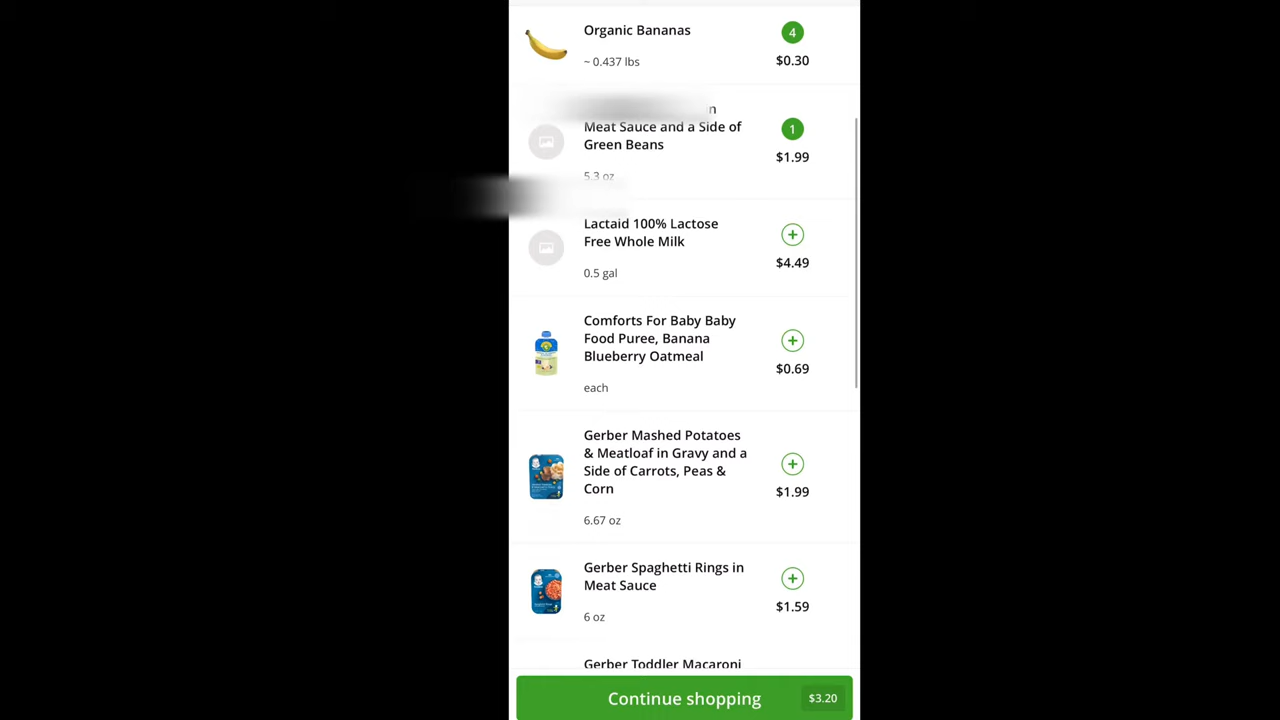 Organic Bananas
4
~ 0.437 lbs
$0.30
Meat Sauce and a Side of
Green Beans
1
$1.99
5.3 oz
Lactaid 100% Lactose
Free Whole Milk
0.5 gal
$4.49
Comforts For Baby Baby
Food Puree, Banana
Blueberry Oatmeal
each
$0.69
Gerber Mashed Potatoes
& Meatloaf in Gravy and a
Side of Carrots, Peas &
Corn
$1.99
6.67 oz
Gerber Spaghetti Rings in
Meat Sauce
$1.59
6 oz
Gerber Toddler Macaroni
Continue shopping
$3.20